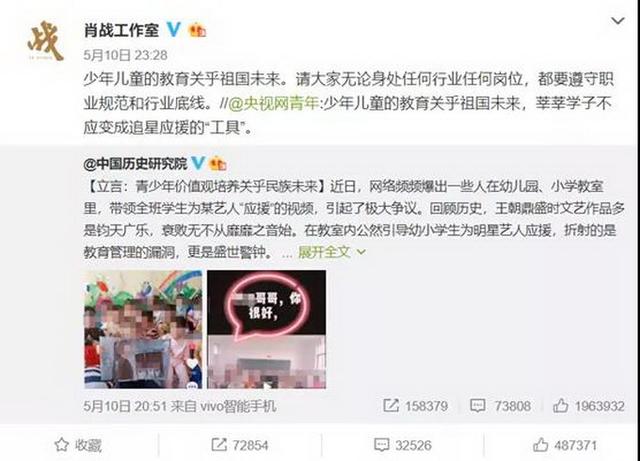 战
肖战工作室
5月10日 23:28
少年儿童的教育关乎祖国未来。请大家无论身处任何行业任何岗位，都要遵守职
业规范和行业底线。//@央视网青年:少年儿童的教育关乎祖国未来，莘莘学子不
应变成追星应援的“工具”。
@中国历史研究院
【立言：青少年价值观培养关乎民族未来】近日，网络频频爆出一些人在幼儿园、小学教室
里，带领全班学生为某艺人“应援”的视频，引起了极大争议。回顾历史，王朝鼎盛时文艺作品多
是钧天广乐，衰败无不从靡靡之音始。在教室内公然引导幼小学生为明星艺人应援，折射的是
教育管理的漏洞，更是盛世警钟。 ... 展开全文
哥哥，你
很好，
5月10日 20:51 来自 vivo智能手机
158379 73808 1963932
收藏 72854 32526 487371